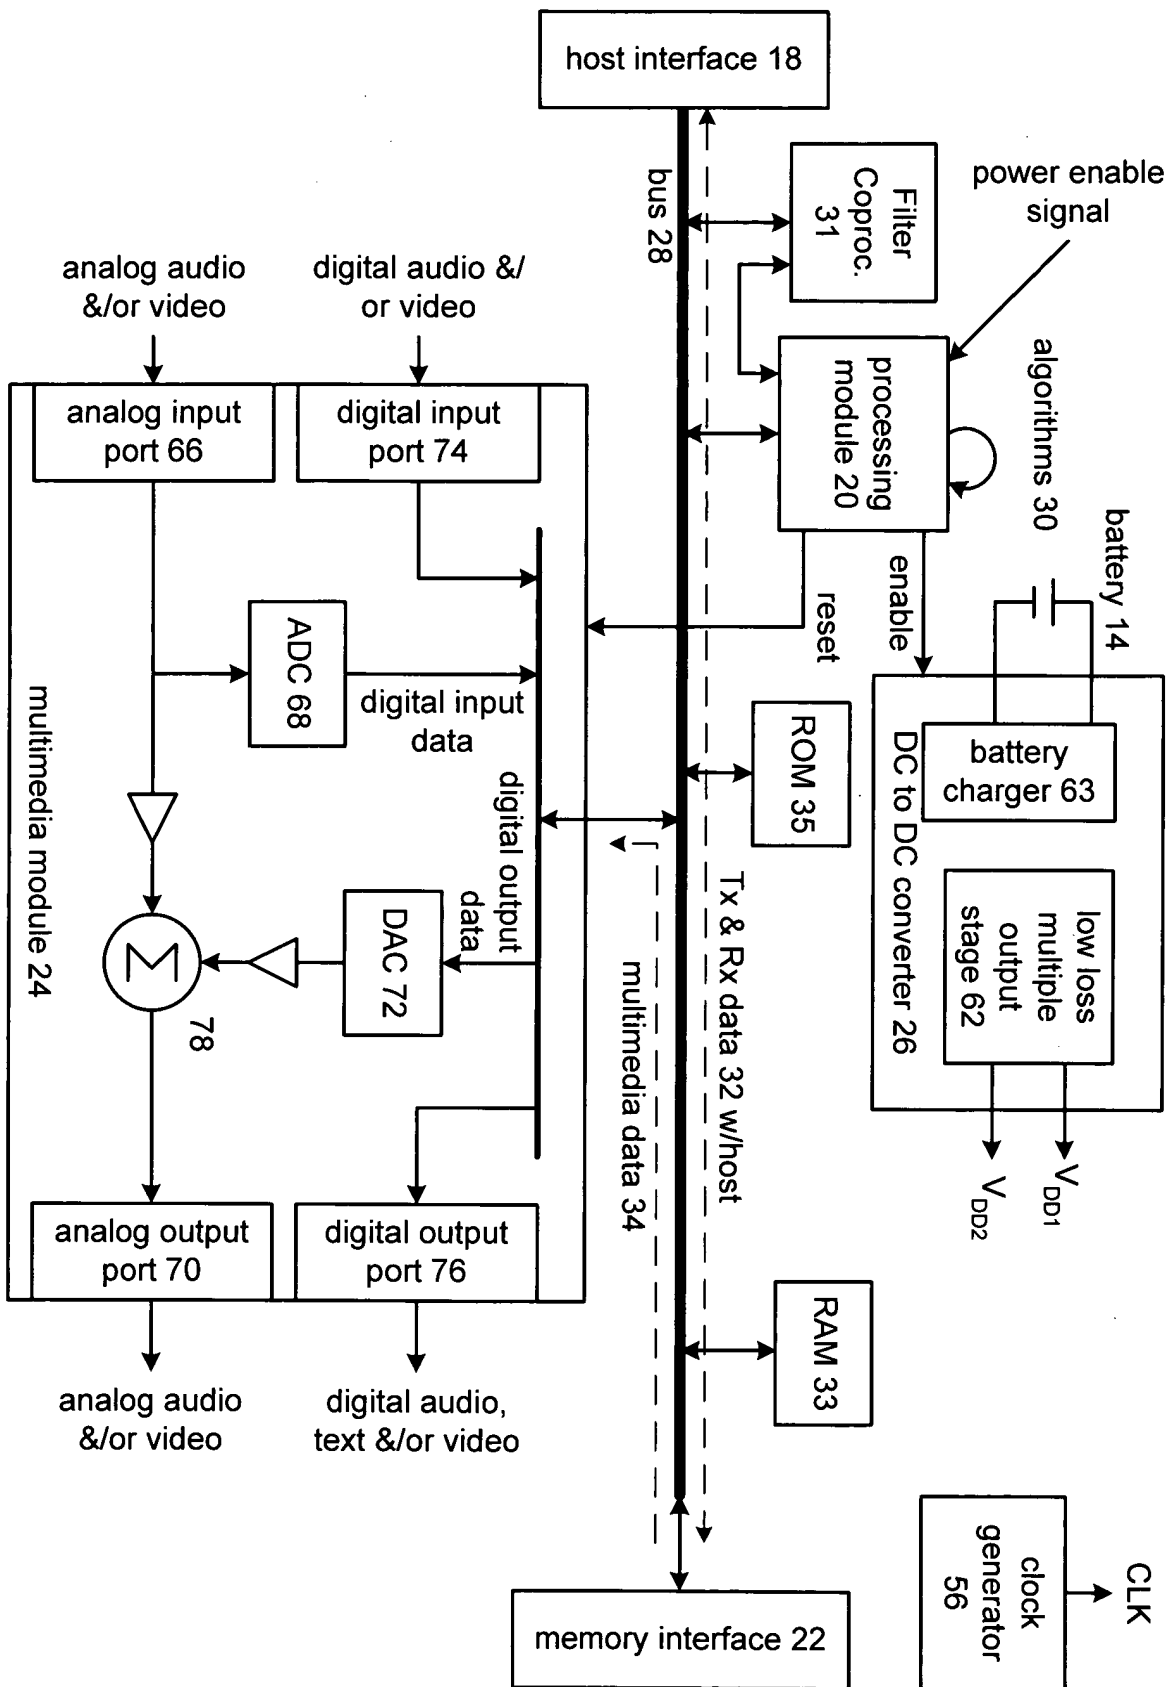 host interface 18
power enable
signal
Filter
Coproc.
31
bus 28
analog audio
&/or video
digital audio &/
or video
processing
module 20
algorithms 30
battery 14
enable
reset
analog input
port 66
digital input
port 74
ADC 68
digital input
data
digital output
data
DAC 72
78
Σ
multimedia module 24
ROM 35
battery
charger 63
DC to DC converter 26
low loss
multiple
output
stage 62
VDD1
VDD2
Tx & Rx data 32 w/host
multimedia data 34
analog output
port 70
digital output
port 76
RAM 33
analog audio
&/or video
digital audio,
text &/or video
clock
generator
56
CLK
memory interface 22